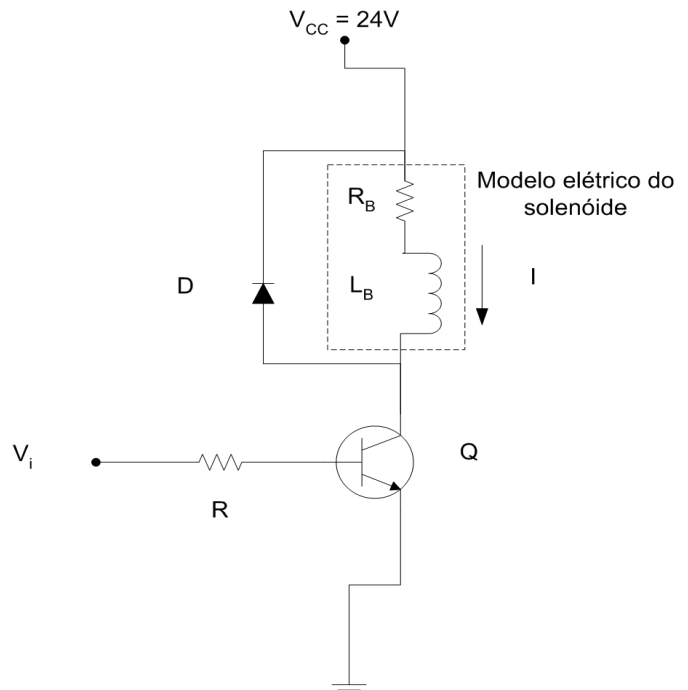 V_CC = 24V
Modelo elétrico do
solenóide
R_B
D
L_B
I
V_i
R
Q